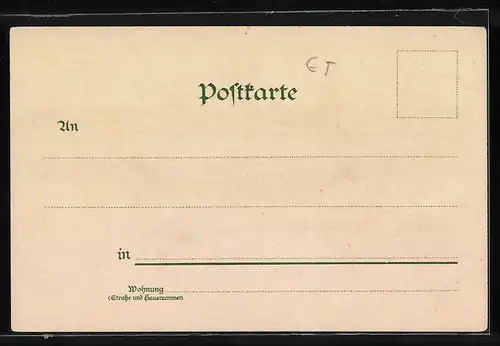 ET
Poſtkarte
An
in
Wohnung
(Straße und Hausnummer)